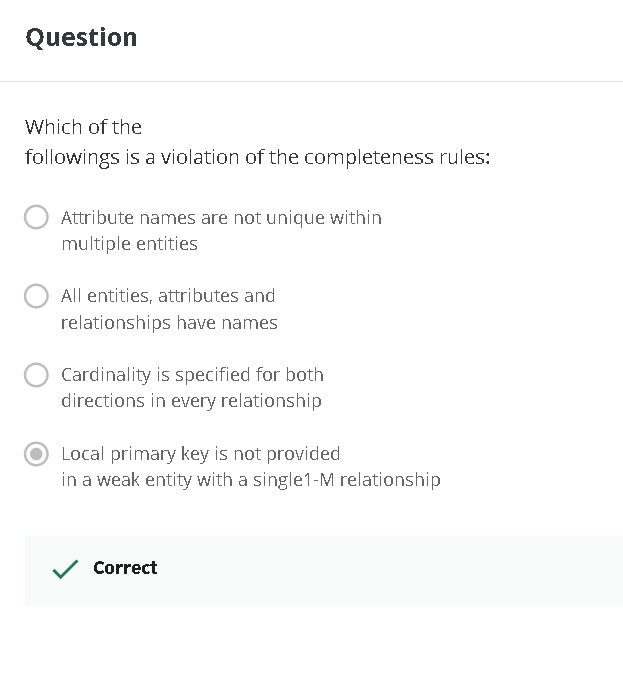 Question
Which of the
followings is a violation of the completeness rules:
Attribute names are not unique within
multiple entities
All entities, attributes and
relationships have names
Cardinality is specified for both
directions in every relationship
Local primary key is not provided
in a weak entity with a single1-M relationship
Correct